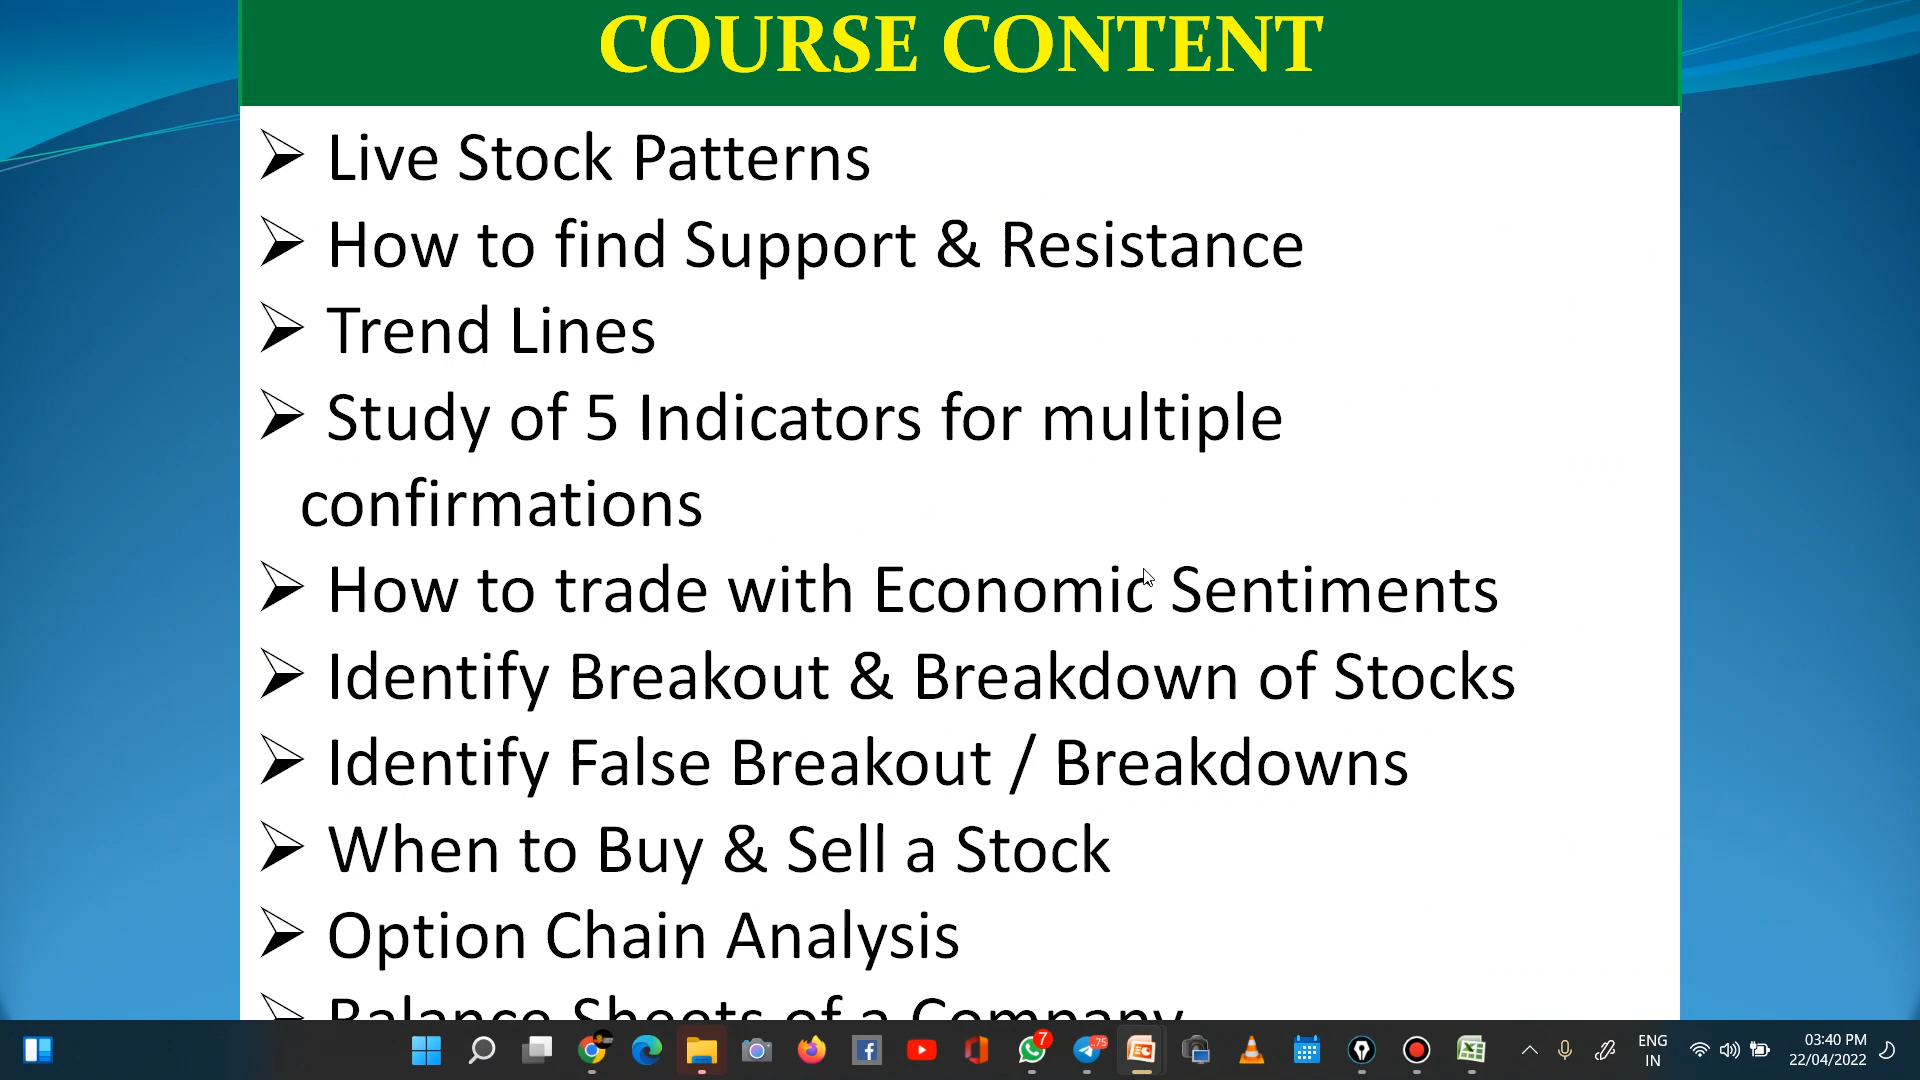 COURSE CONTENT
➢ Live Stock Patterns
➢ How to find Support & Resistance
➢ Trend Lines
➢ Study of 5 Indicators for multiple
confirmations
➢ How to trade with Economic Sentiments
➢ Identify Breakout & Breakdown of Stocks
➢ Identify False Breakout / Breakdowns
➢ When to Buy & Sell a Stock
➢ Option Chain Analysis
➢ Balance Sheets of a Company
7
.75
ENG
IN
03:40 PM
22/04/2022